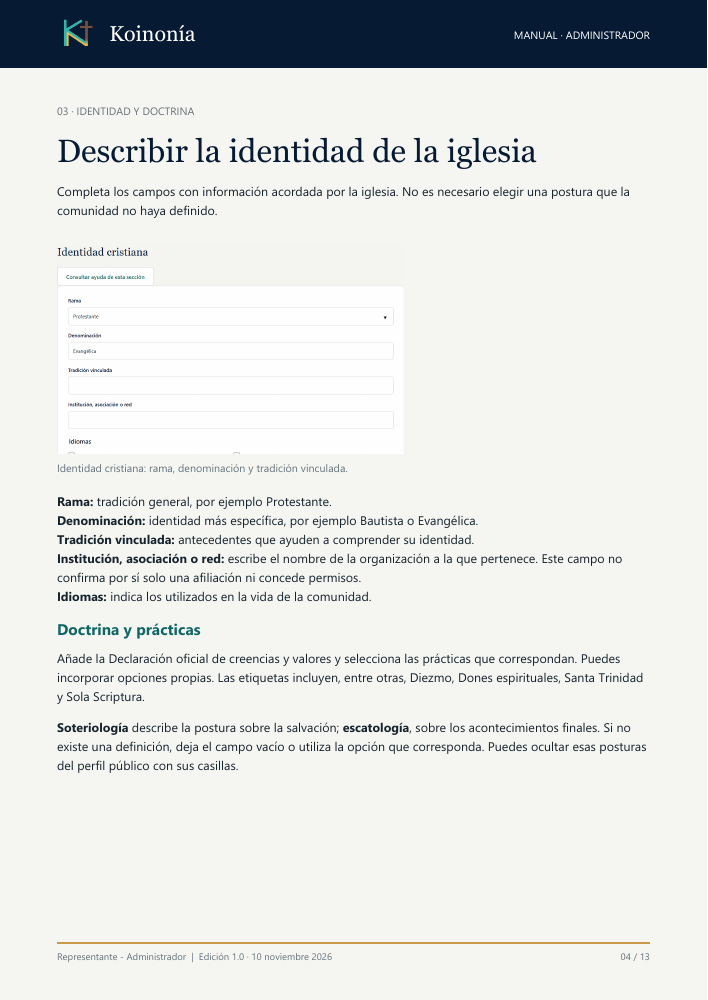 Koinonía
MANUAL · ADMINISTRADOR
03 · IDENTIDAD Y DOCTRINA
Describir la identidad de la iglesia
Completa los campos con información acordada por la iglesia. No es necesario elegir una postura que la
comunidad no haya definido.
Identidad cristiana
Consultar ayuda de esta sección
Rama
Protestante
Denominación
Evangélica
Tradición vinculada
Institución, asociación o red
Idiomas
Identidad cristiana: rama, denominación y tradición vinculada.
Rama: tradición general, por ejemplo Protestante.
Denominación: identidad más específica, por ejemplo Bautista o Evangélica.
Tradición vinculada: antecedentes que ayuden a comprender su identidad.
Institución, asociación o red: escribe el nombre de la organización a la que pertenece. Este campo no
confirma por sí solo una afiliación ni concede permisos.
Idiomas: indica los utilizados en la vida de la comunidad.
Doctrina y prácticas
Añade la Declaración oficial de creencias y valores y selecciona las prácticas que correspondan. Puedes
incorporar opciones propias. Las etiquetas incluyen, entre otras, Diezmo, Dones espirituales, Santa Trinidad
y Sola Scriptura.
Soteriología describe la postura sobre la salvación; escatología, sobre los acontecimientos finales. Si no
existe una definición, deja el campo vacío o utiliza la opción que corresponda. Puedes ocultar esas posturas
del perfil público con sus casillas.
Representante - Administrador | Edición 1.0 · 10 noviembre 2026
04 / 13